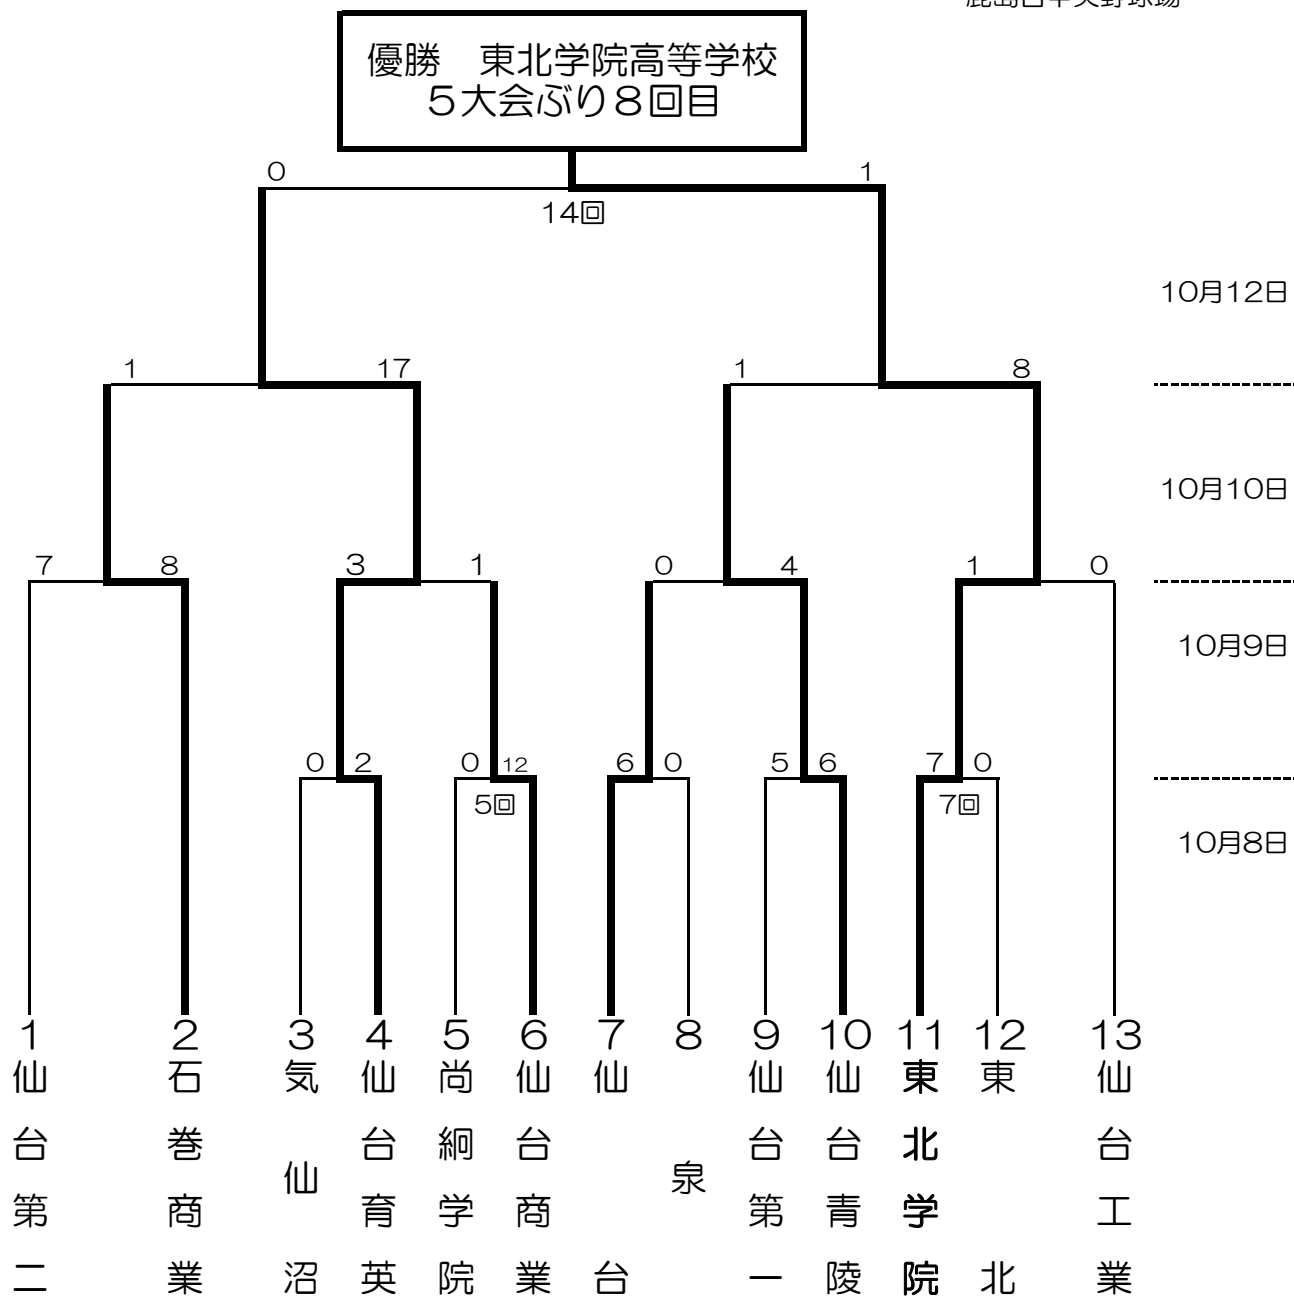 優勝　東北学院高等学校
５大会ぶり８回目
0 1
14回
10月12日
1 17 1 8
10月10日
7 8 3 1 0 4 1 0
10月9日
0 2 0 12 6 0 5 6 7 0
5回 7回
10月8日
1 2 3 4 5 6 7 8 9 10 11 12 13
仙台第二
石巻商業
気仙沼
仙台育英
尚絅学院
仙台商業
仙台
泉
仙台第一
仙台青陵
東北学院
東北
仙台工業